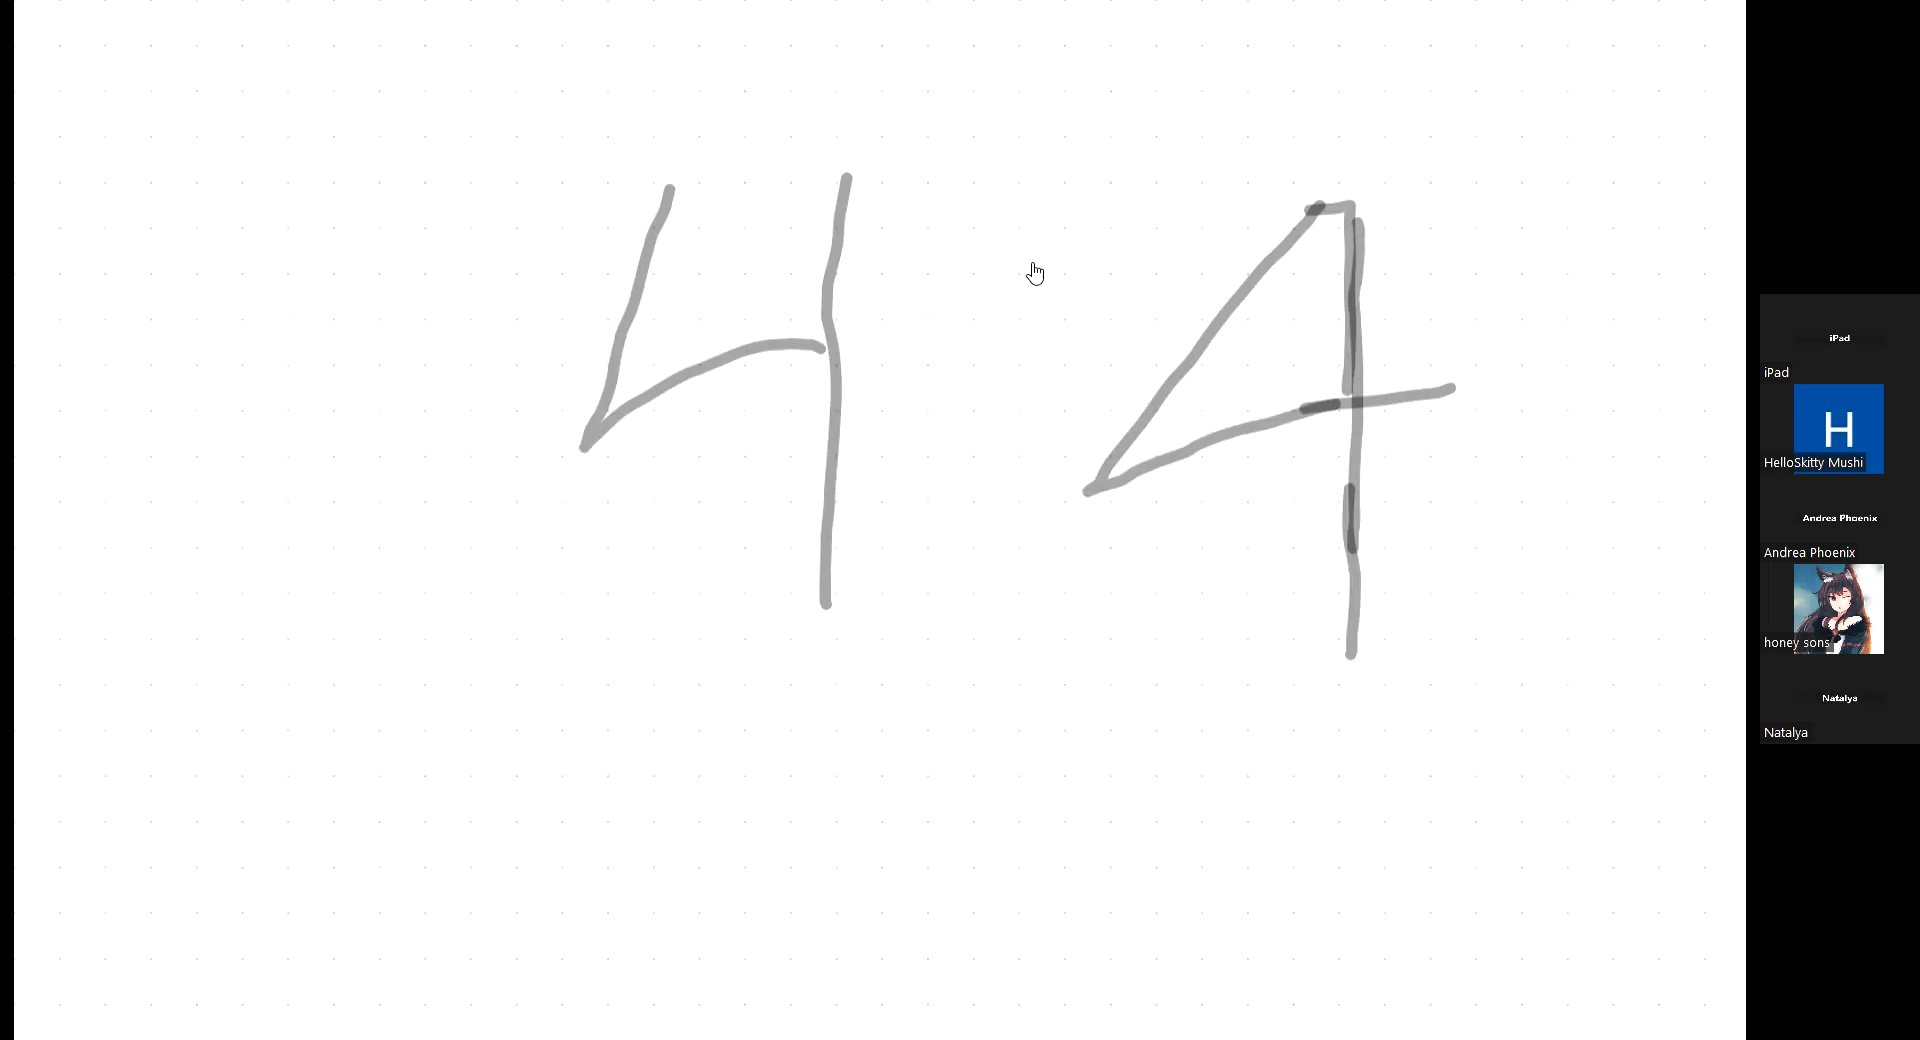 4 4
iPad
iPad
H
HelloSkitty Mushi
Andrea Phoenix
Andrea Phoenix
honey sons
Natalya
Natalya